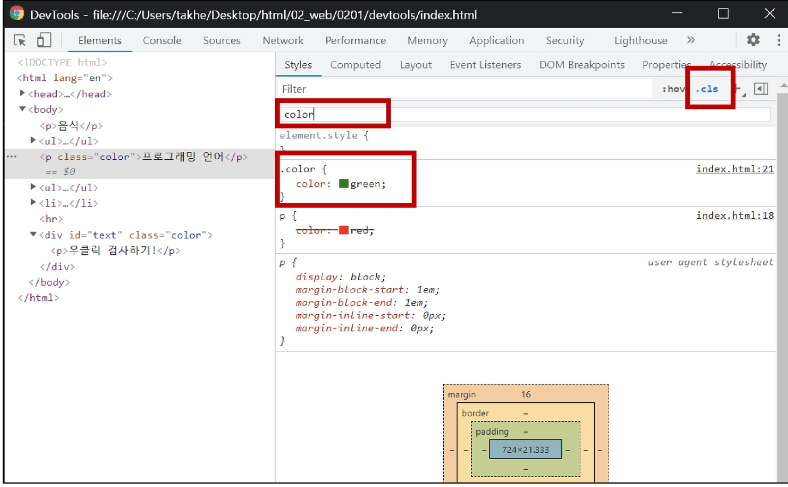 DevTools - file:///C:/Users/takhe/Desktop/html/02_web/0201/devtools/index.html
Elements Console Sources Network Performance Memory Application Security Lighthouse »
<!DOCTYPE html>
<html lang="en">
<head>…</head>
<body>
<p>음식</p>
<ul>…</ul>
<p class="color">프로그래밍 언어</p>
== $0
<ul>…</ul>
<li>…</li>
<hr>
<div id="text" class="color">
<p>우클릭 검사하기!</p>
</div>
</body>
</html>
Styles Computed Layout Event Listeners DOM Breakpoints Properties Accessibility
Filter :hov .cls +
color
element.style {
}
.color { index.html:21
color: green;
}
p { index.html:18
color: red;
}
p { user agent stylesheet
display: block;
margin-block-start: 1em;
margin-block-end: 1em;
margin-inline-start: 0px;
margin-inline-end: 0px;
}
margin 16
border –
padding –
– – – 724×21.333 – – –
–